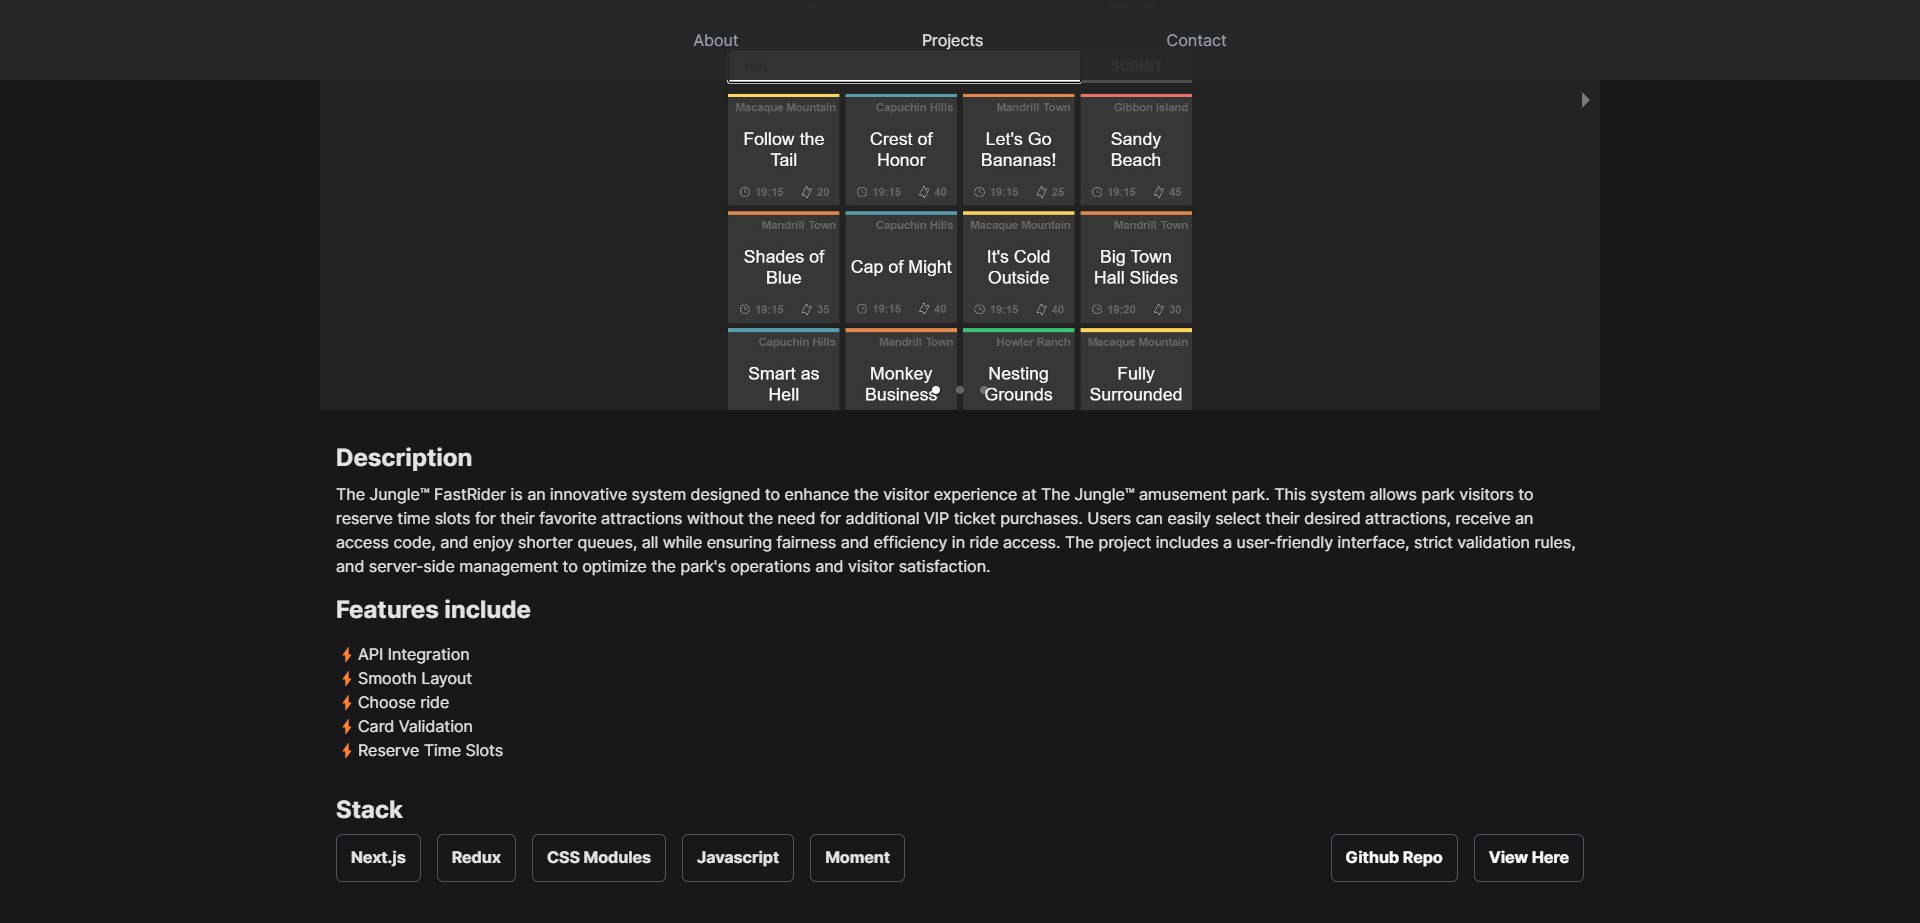 About Projects Contact
SUBMIT
Macaque Mountain Capuchin Hills Mandrill Town Gibbon Island
Follow the Crest of Let's Go Sandy
Tail Honor Bananas! Beach
19:15 20 19:15 40 19:15 25 19:15 45
Mandrill Town Capuchin Hills Macaque Mountain Mandrill Town
Shades of Cap of Might It's Cold Big Town
Blue Outside Hall Slides
19:15 35 19:15 40 19:15 40 19:20 30
Capuchin Hills Mandrill Town Howler Ranch Macaque Mountain
Smart as Monkey Nesting Fully
Hell Business Grounds Surrounded
Description
The Jungle™ FastRider is an innovative system designed to enhance the visitor experience at The Jungle™ amusement park. This system allows park visitors to
reserve time slots for their favorite attractions without the need for additional VIP ticket purchases. Users can easily select their desired attractions, receive an
access code, and enjoy shorter queues, all while ensuring fairness and efficiency in ride access. The project includes a user-friendly interface, strict validation rules,
and server-side management to optimize the park's operations and visitor satisfaction.
Features include
API Integration
Smooth Layout
Choose ride
Card Validation
Reserve Time Slots
Stack
Next.js Redux CSS Modules Javascript Moment Github Repo View Here